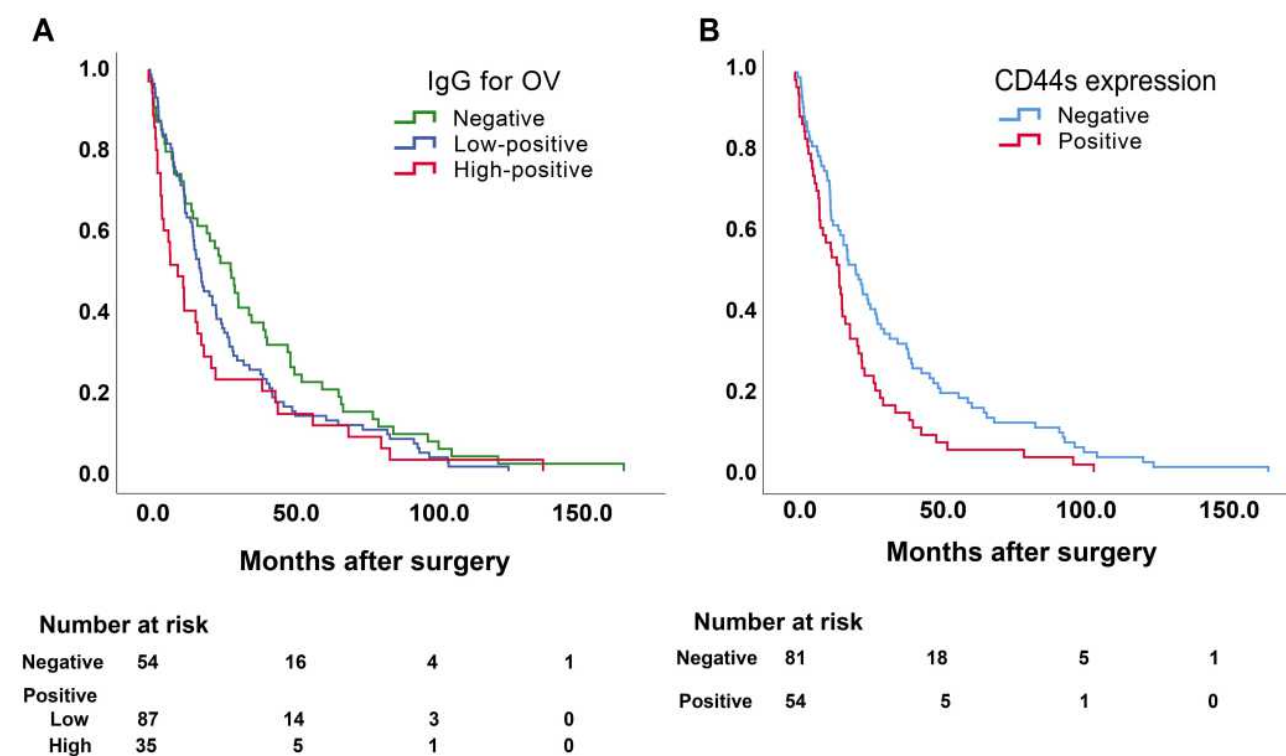 A
IgG for OV
Negative
Low-positive
High-positive
1.0
0.8
0.6
0.4
0.2
0.0
0.0 50.0 100.0 150.0
Months after surgery
Number at risk
Negative 54 16 4 1
Positive
Low 87 14 3 0
High 35 5 1 0
B
CD44s expression
Negative
Positive
1.0
0.8
0.6
0.4
0.2
0.0
0.0 50.0 100.0 150.0
Months after surgery
Number at risk
Negative 81 18 5 1
Positive 54 5 1 0